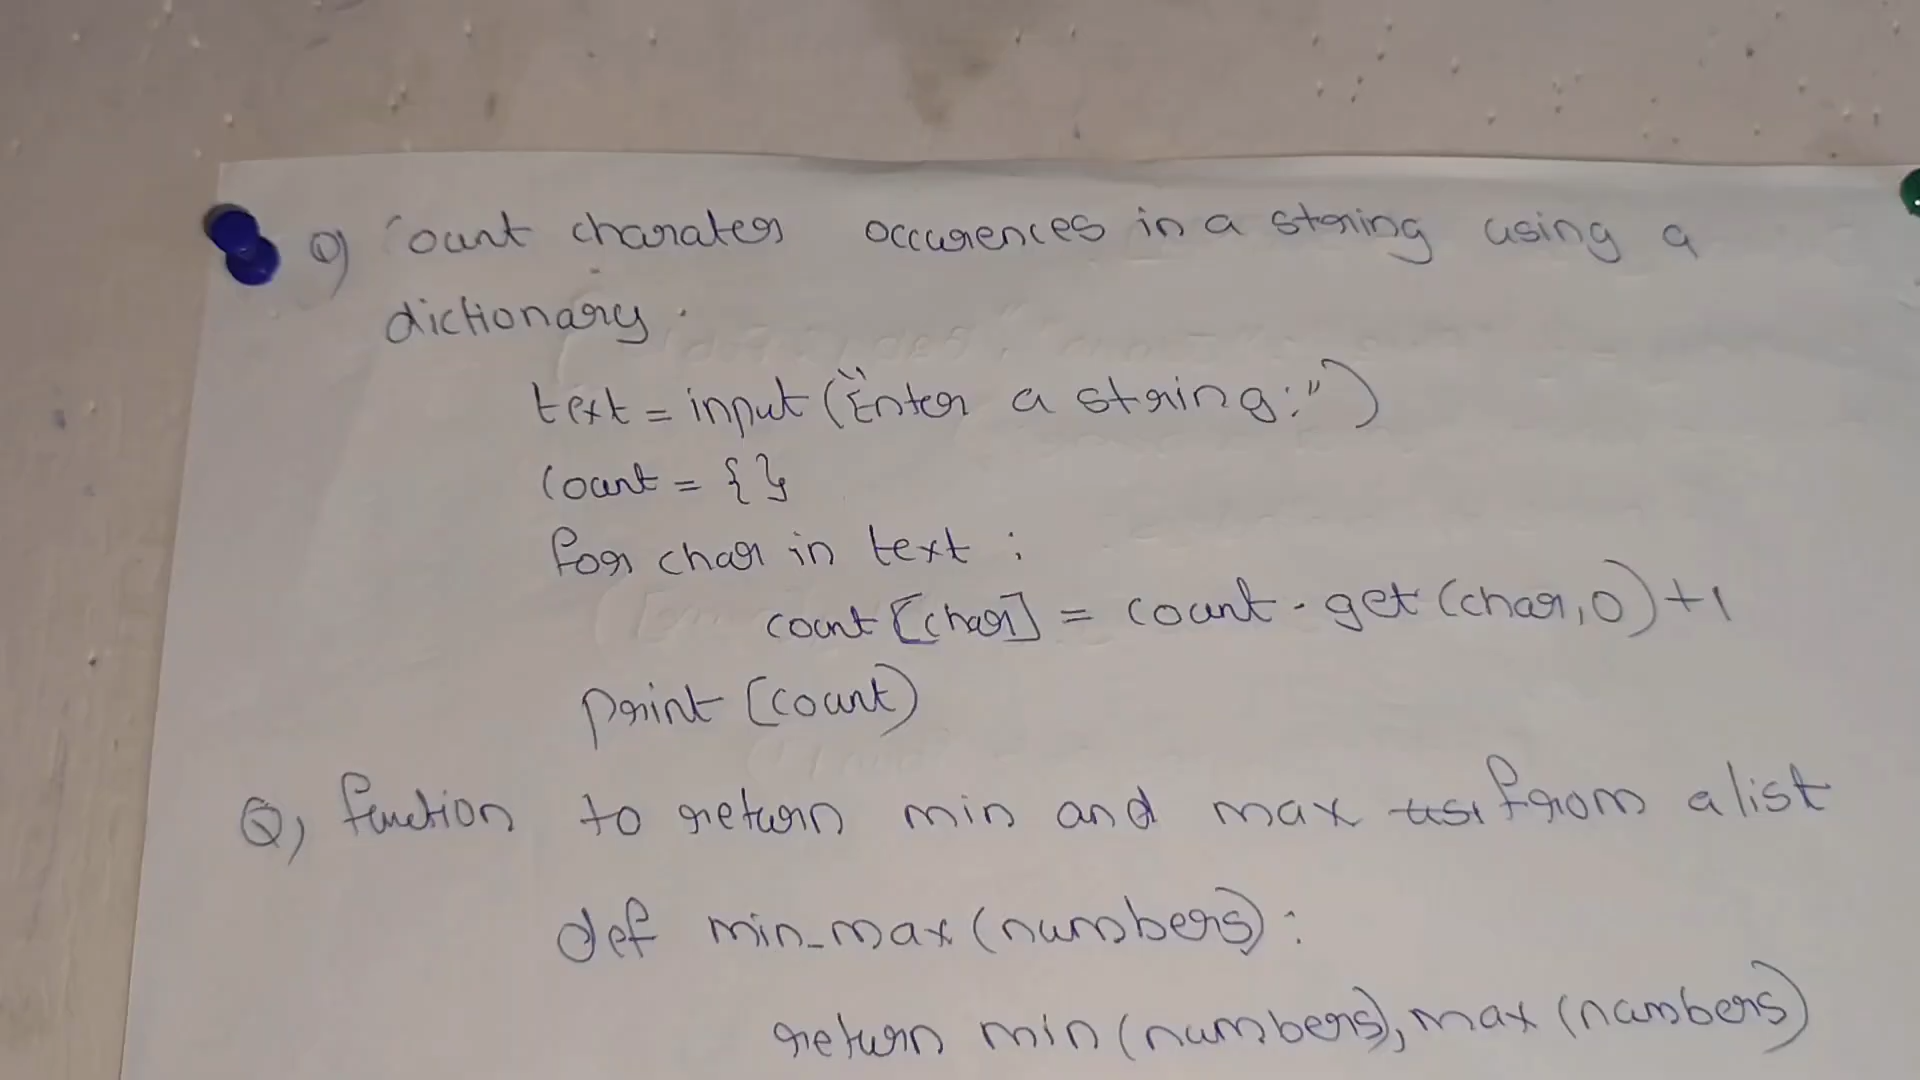 Q) Count charater occurences in a string using a
dictionary.
text = input ("Enter a string:")
count = { }
for char in text :
count [char] = count . get (char, 0) + 1
print (count)
Q, function to return min and max from a list
def min_max (numbers) :
return min (numbers), max (numbers)